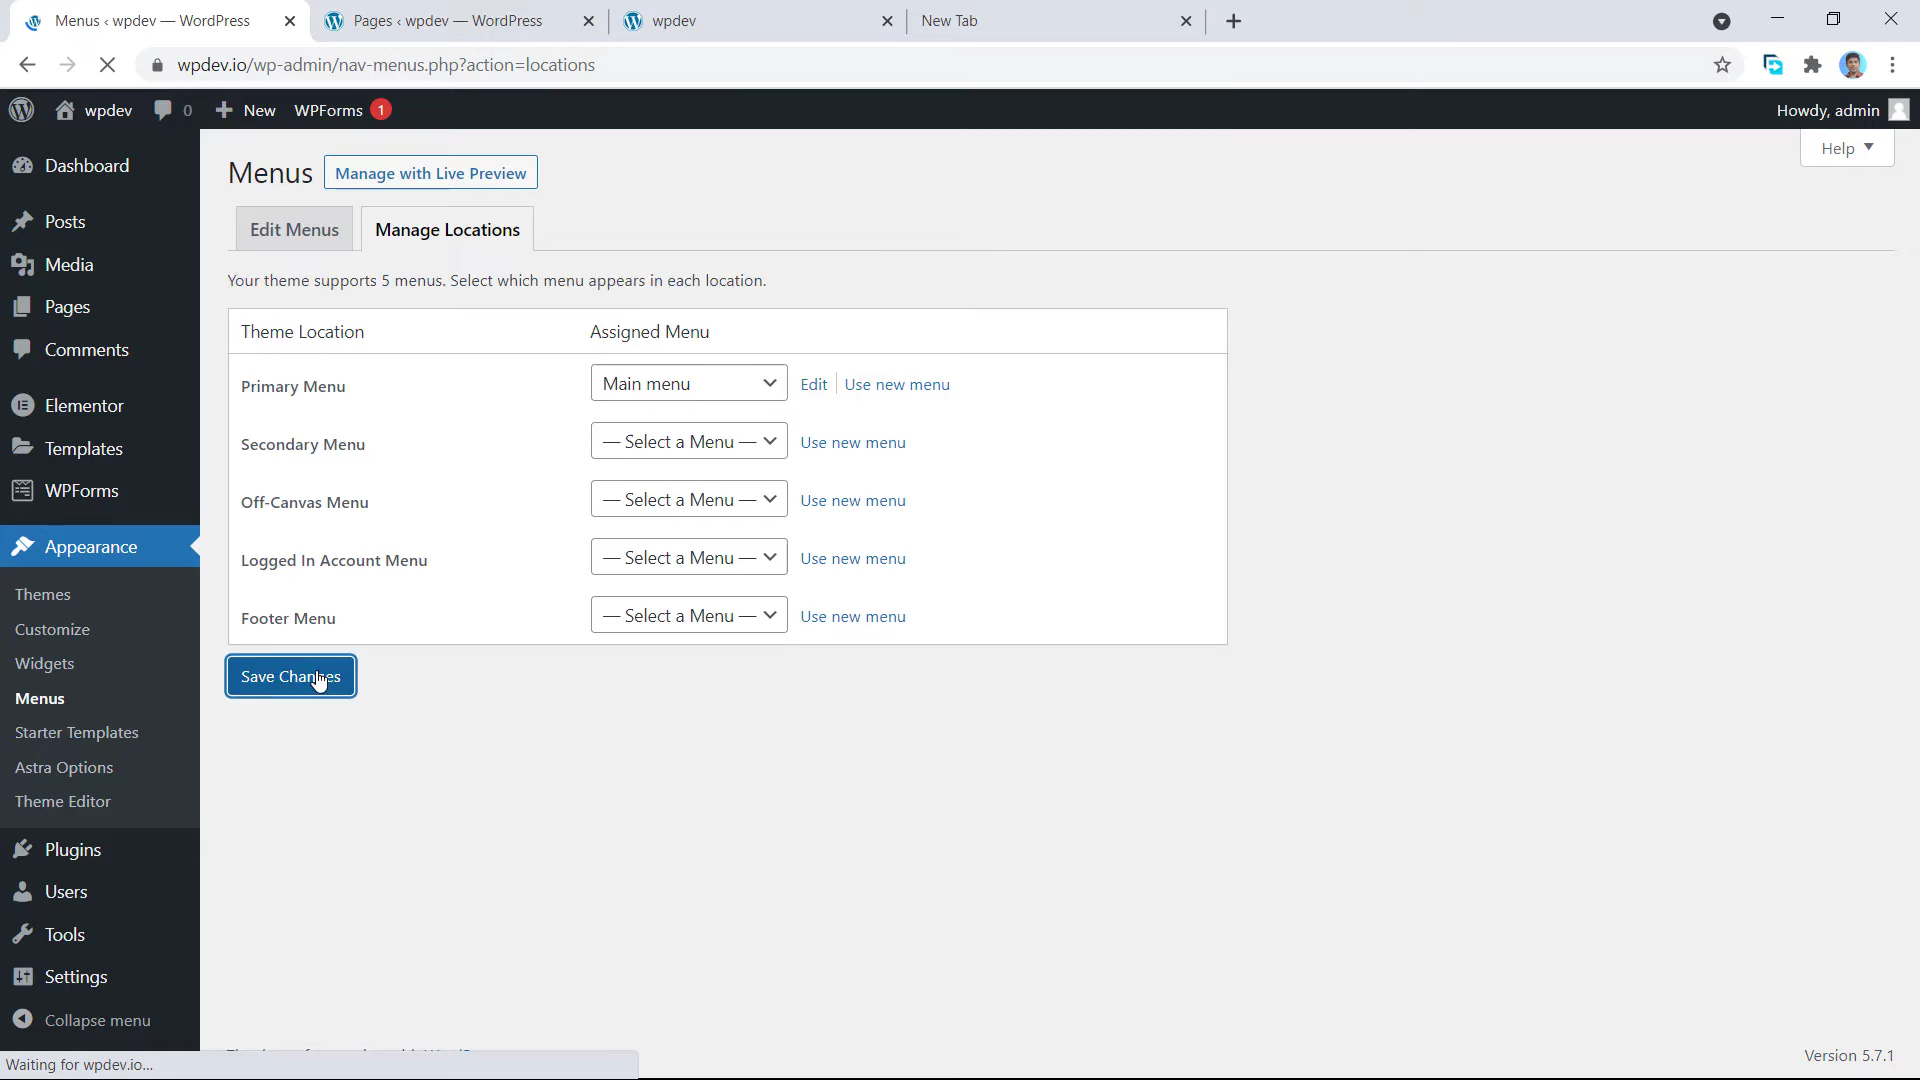 Menus ‹ wpdev — WordPress
Pages ‹ wpdev — WordPress
wpdev
New Tab
wpdev.io/wp-admin/nav-menus.php?action=locations
wpdev
0
New
WPForms 1
Howdy, admin
Dashboard
Posts
Media
Pages
Comments
Elementor
Templates
WPForms
Appearance
Themes
Customize
Widgets
Menus
Starter Templates
Astra Options
Theme Editor
Plugins
Users
Tools
Settings
Collapse menu
Help
Menus
Manage with Live Preview
Edit Menus
Manage Locations
Your theme supports 5 menus. Select which menu appears in each location.
Theme Location Assigned Menu
Primary Menu Main menu Edit Use new menu
Secondary Menu — Select a Menu — Use new menu
Off-Canvas Menu — Select a Menu — Use new menu
Logged In Account Menu — Select a Menu — Use new menu
Footer Menu — Select a Menu — Use new menu
Save Changes
Version 5.7.1
Waiting for wpdev.io...